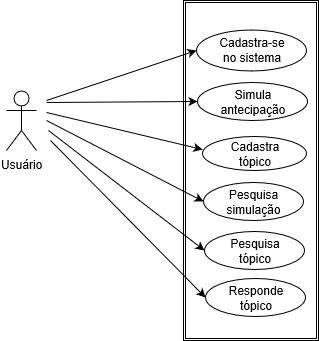 Cadastra-se
no sistema
Simula
antecipação
Cadastra
tópico
Usuário
Pesquisa
simulação
Pesquisa
tópico
Responde
tópico